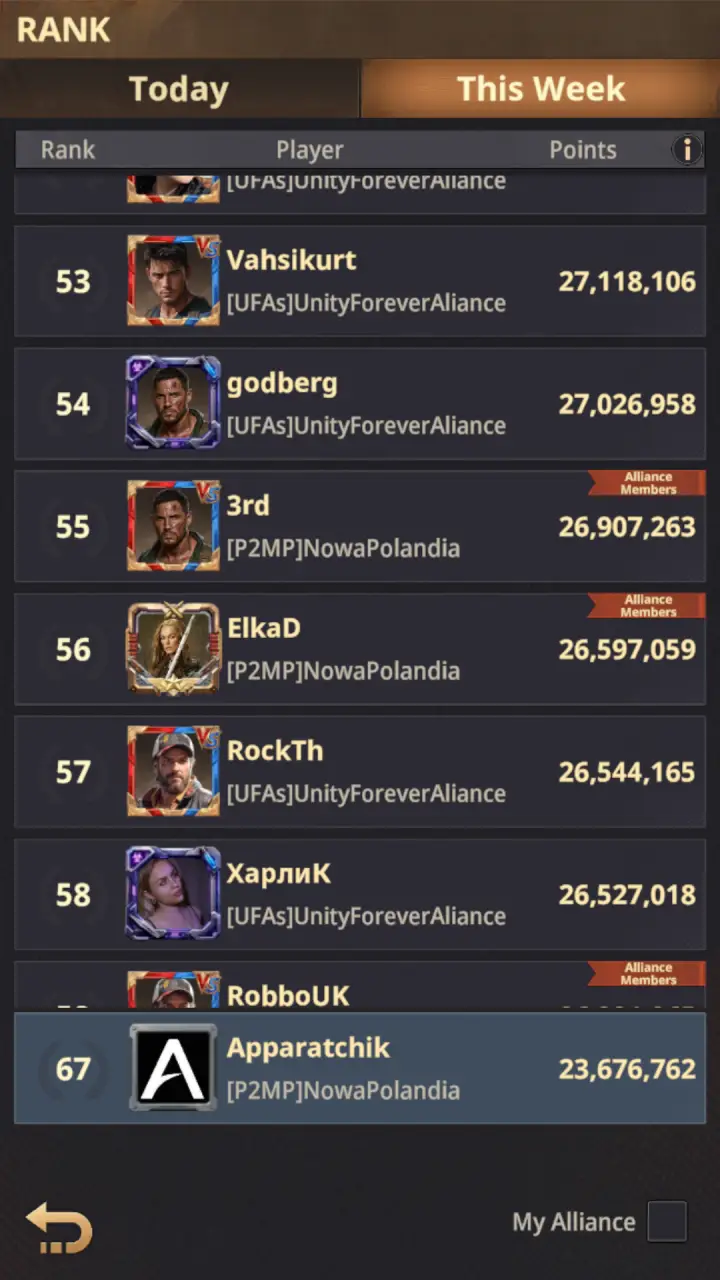 RANK
Today
This Week
Rank
Player
Points
i
[UFAs]UnityForeverAliance
53
Vahsikurt
[UFAs]UnityForeverAliance
27,118,106
54
godberg
[UFAs]UnityForeverAliance
27,026,958
Alliance
Members
55
3rd
[P2MP]NowaPolandia
26,907,263
Alliance
Members
56
ElkaD
[P2MP]NowaPolandia
26,597,059
57
RockTh
[UFAs]UnityForeverAliance
26,544,165
58
ХарлиК
[UFAs]UnityForeverAliance
26,527,018
Alliance
Members
RobboUK
67
Apparatchik
[P2MP]NowaPolandia
23,676,762
My Alliance